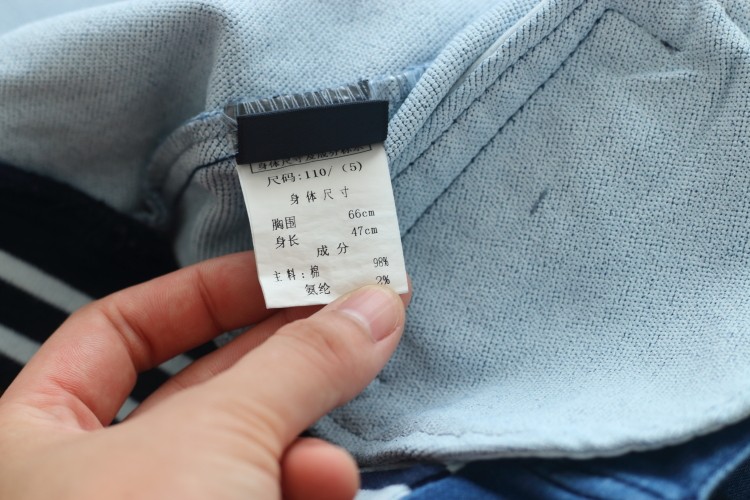 尺码:110/ (5)
身体尺寸
胸围 66cm
身长 47cm
成分
主料:棉 98%
氨纶 2%